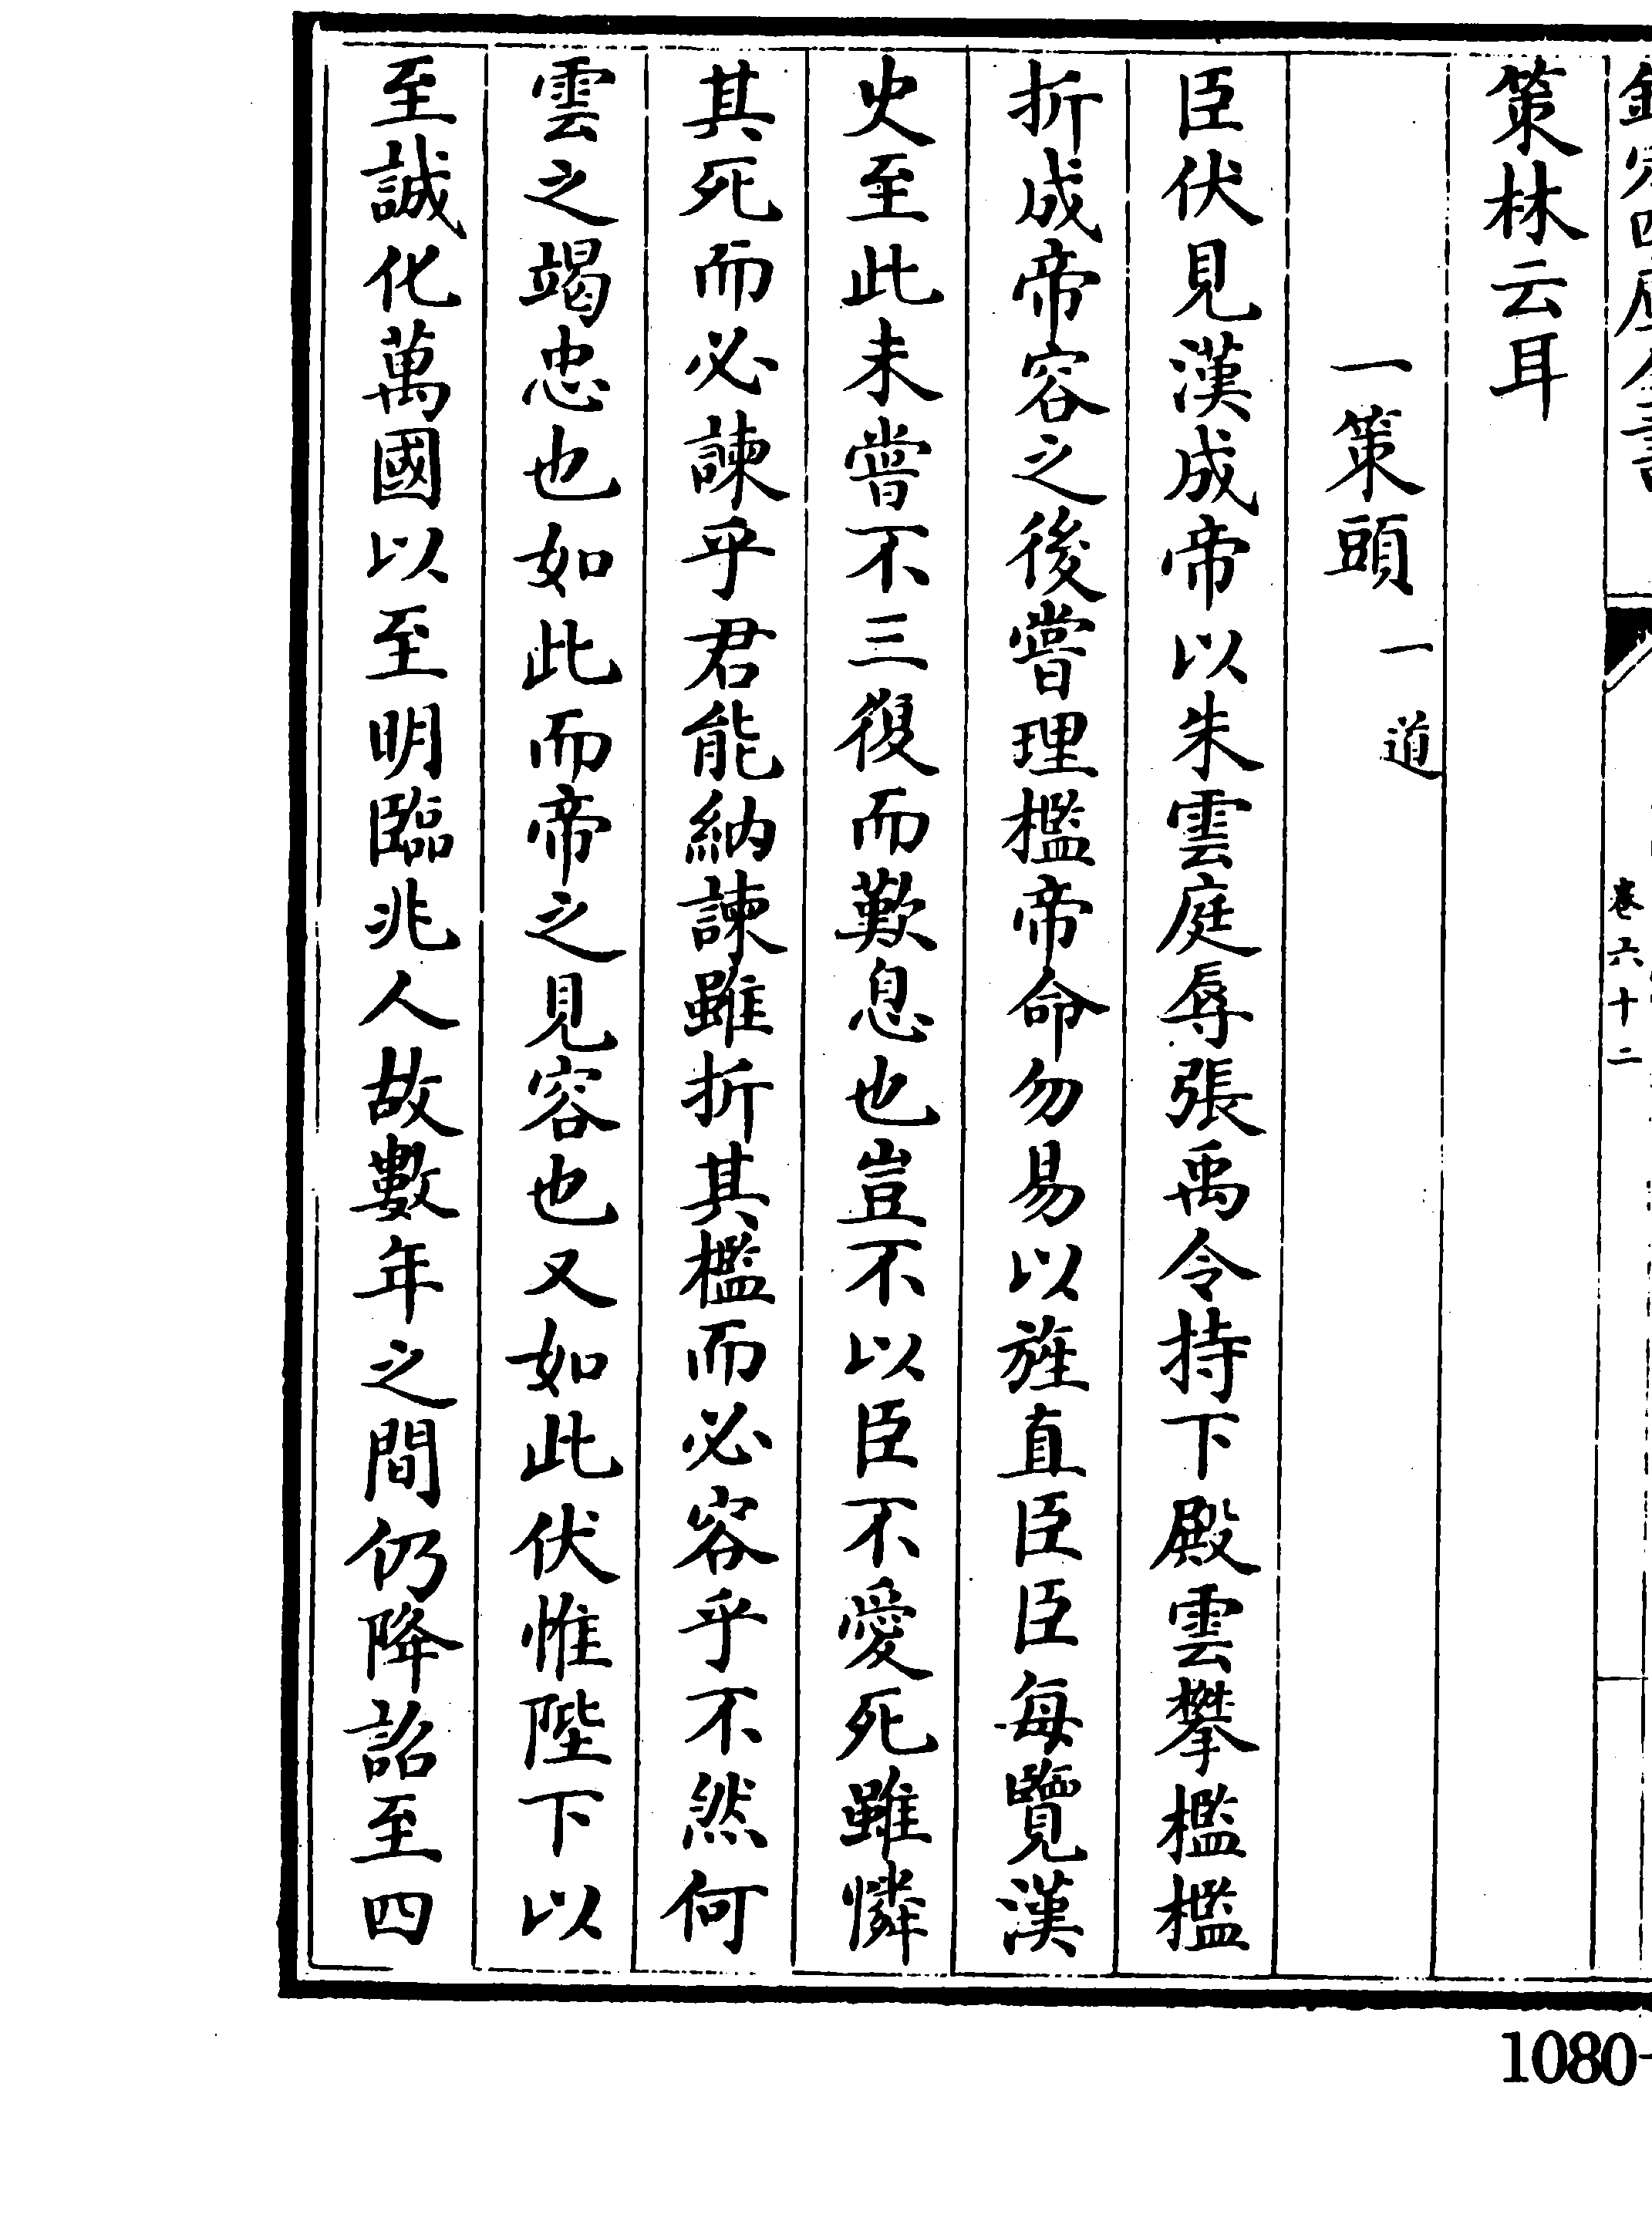 欽定四庫全書
卷六十二
策林云耳
一策頭 一道
臣伏見漢成帝以朱雲庭辱張禹令持下殿雲攀檻檻
折成帝容之後嘗理檻帝命勿易以旌直臣臣每覽漢
史至此未嘗不三復而歎息也豈不以臣不愛死雖憐
其死而必諫乎君能納諫雖折其檻而必容乎不然何
雲之竭忠也如此而帝之見容也又如此伏惟陛下以
至誠化萬國以至明臨兆人故數年之間仍降詔至四
1080-